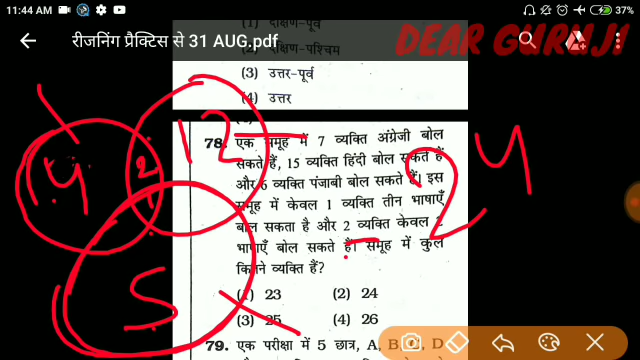 11:44 AM 37%
रीजनिंग प्रैक्टिस से 31 AUG.pdf
DEAR GURUJI
(1) दक्षिण-पूर्व
(2) दक्षिण-पश्चिम
(3) उत्तर-पूर्व
(4) उत्तर
78. एक समूह में 7 व्यक्ति अंग्रेजी बोल
सकते हैं, 15 व्यक्ति हिंदी बोल सकते हैं
और 6 व्यक्ति पंजाबी बोल सकते हैं। इस
समूह में केवल 1 व्यक्ति तीन भाषाएँ
बोल सकता है और 2 व्यक्ति केवल 2
भाषाएँ बोल सकते हैं। समूह में कुल
कितने व्यक्ति हैं?
(1) 23 (2) 24
(3) 25 (4) 26
79. एक परीक्षा में 5 छात्र, A, B, C, D
4 2 12
1
5
24